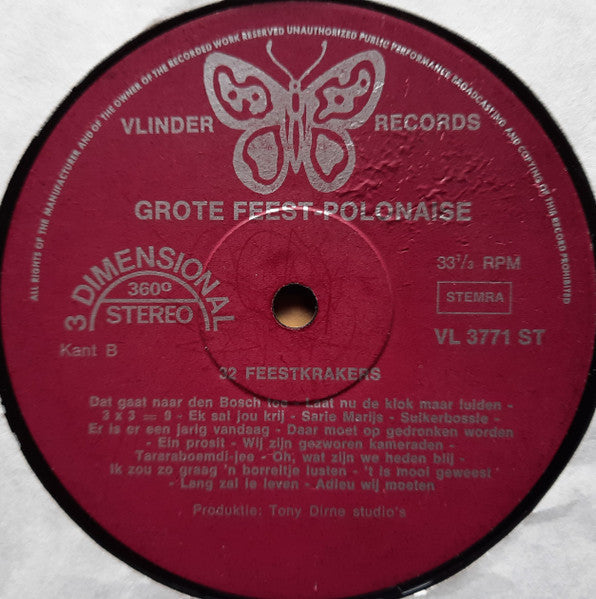 ALL RIGHTS OF THE MANUFACTURER AND OF THE OWNER OF THE RECORDED WORK RESERVED UNAUTHORIZED PUBLIC PERFORMANCE BROADCASTING AND COPYING OF THIS RECORD PROHIBITED
VLINDER RECORDS
GROTE FEEST-POLONAISE
3 DIMENSIONAL
360º
STEREO
Kant B
33⅓ RPM
STEMRA
VL 3771 ST
32 FEESTKRAKERS
Dat gaat naar den Bosch toe - Laat nu de klok maar luiden -
3 x 3 = 9 - Ek sal jou krij - Sarie Marijs - Suikerbossie -
Er is er een jarig vandaag - Daar moet op gedronken worden
- Ein prosit - Wij zijn gezworen kameraden -
Tararaboemdi-jee - Oh, wat zijn we heden blij -
Ik zou zo graag 'n borreltje lusten - 't is mooi geweest
- Lang zal ie leven - Adieu wij moeten
Produktie: Tony Dirne studio's